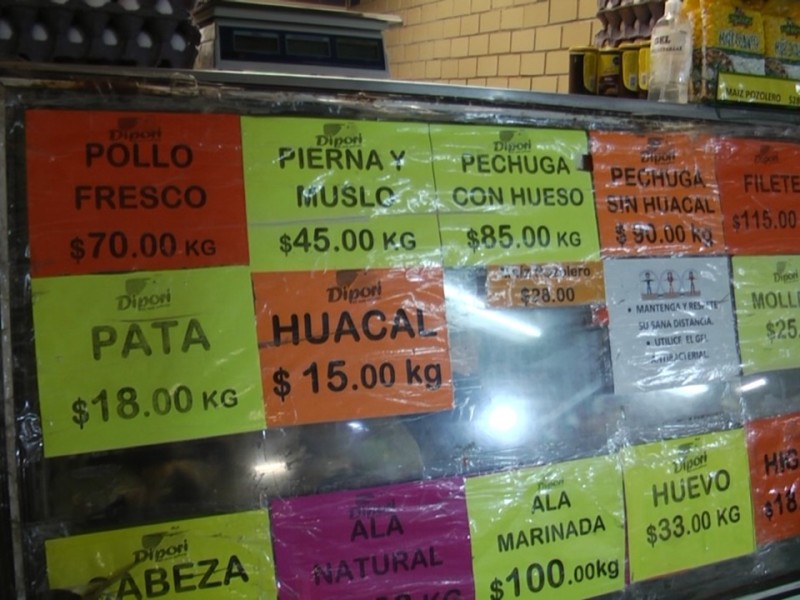 Dipori
POLLO
FRESCO
$70.00 KG
Dipori
PIERNA Y
MUSLO
$45.00 KG
Dipori
PECHUGA
CON HUESO
$85.00 KG
Dipori
PECHUGA
SIN HUACAL
$ 90.00 kg
FILETE
$115.00
MAIZ POZOLERO
Dipori
PATA
$18.00 KG
Dipori
HUACAL
$ 15.00 kg
Maiz Pozolero
$28.00
• MANTENGA Y RESPETE
SU SANA DISTANCIA.
• UTILICE EL GEL
ANTIBACTERIAL
$25.
Dipori
CABEZA
ALA
NATURAL
Dipori
ALA
MARINADA
$100.00kg
Dipori
HUEVO
$33.00 KG